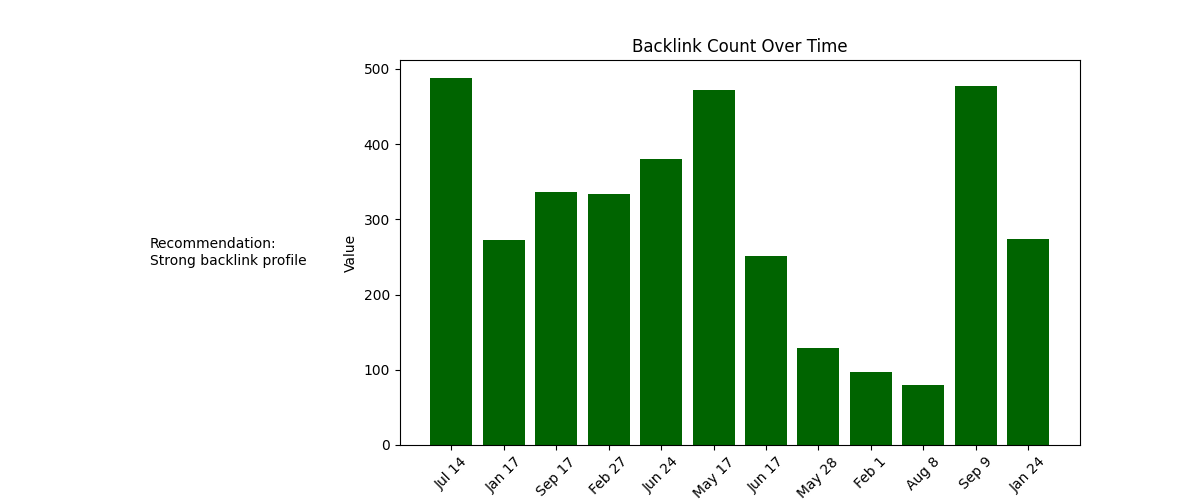 Backlink Count Over Time
Recommendation:
Strong backlink profile
Value
500
400
300
200
100
0
Jul 14
Jan 17
Sep 17
Feb 27
Jun 24
May 17
Jun 17
May 28
Feb 1
Aug 8
Sep 9
Jan 24